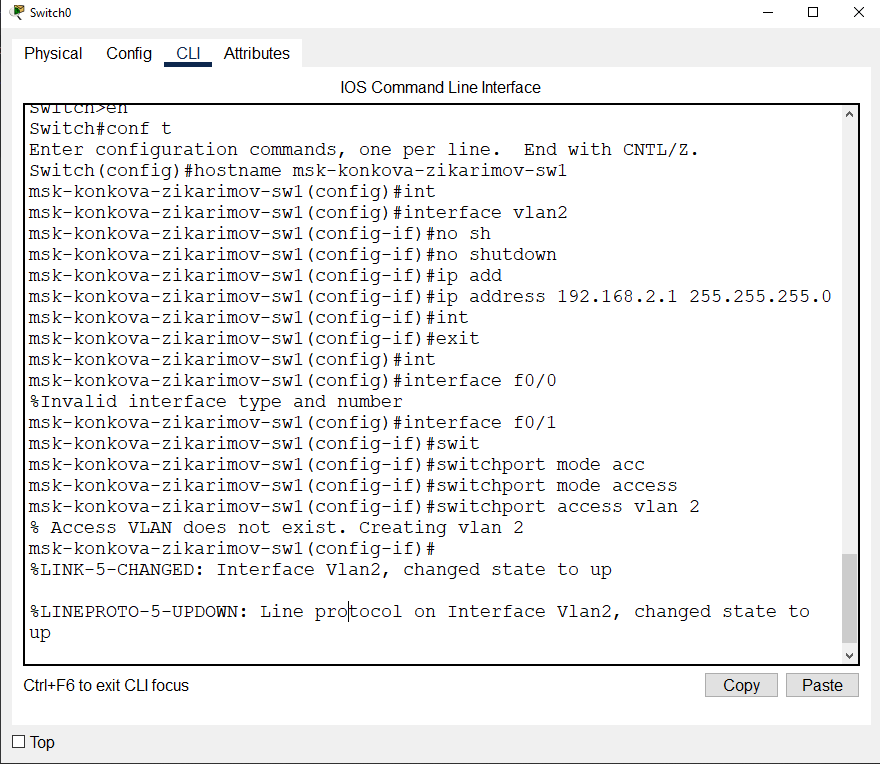 Switch0
Physical Config CLI Attributes
IOS Command Line Interface
Switch>en
Switch#conf t
Enter configuration commands, one per line.  End with CNTL/Z.
Switch(config)#hostname msk-konkova-zikarimov-sw1
msk-konkova-zikarimov-sw1(config)#int
msk-konkova-zikarimov-sw1(config)#interface vlan2
msk-konkova-zikarimov-sw1(config-if)#no sh
msk-konkova-zikarimov-sw1(config-if)#no shutdown
msk-konkova-zikarimov-sw1(config-if)#ip add
msk-konkova-zikarimov-sw1(config-if)#ip address 192.168.2.1 255.255.255.0
msk-konkova-zikarimov-sw1(config-if)#int
msk-konkova-zikarimov-sw1(config-if)#exit
msk-konkova-zikarimov-sw1(config)#int
msk-konkova-zikarimov-sw1(config)#interface f0/0
%Invalid interface type and number
msk-konkova-zikarimov-sw1(config)#interface f0/1
msk-konkova-zikarimov-sw1(config-if)#swit
msk-konkova-zikarimov-sw1(config-if)#switchport mode acc
msk-konkova-zikarimov-sw1(config-if)#switchport mode access
msk-konkova-zikarimov-sw1(config-if)#switchport access vlan 2
% Access VLAN does not exist. Creating vlan 2
msk-konkova-zikarimov-sw1(config-if)#
%LINK-5-CHANGED: Interface Vlan2, changed state to up
%LINEPROTO-5-UPDOWN: Line protocol on Interface Vlan2, changed state to
up
Ctrl+F6 to exit CLI focus
Copy Paste
Top